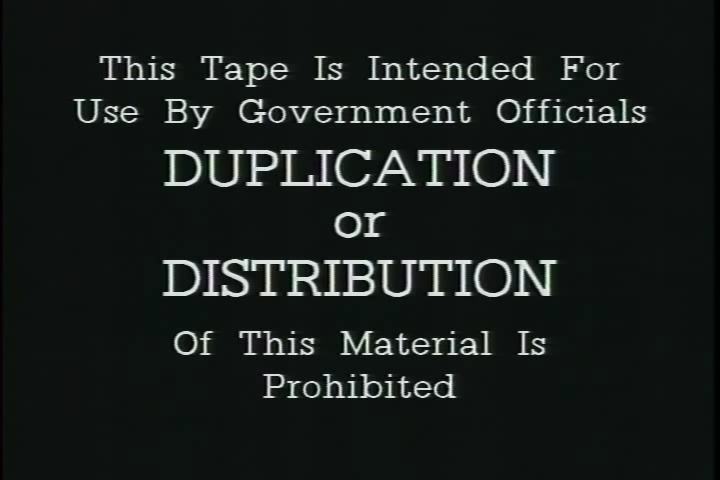 This Tape Is Intended For
Use By Government Officials
DUPLICATION
or
DISTRIBUTION
Of This Material Is
Prohibited